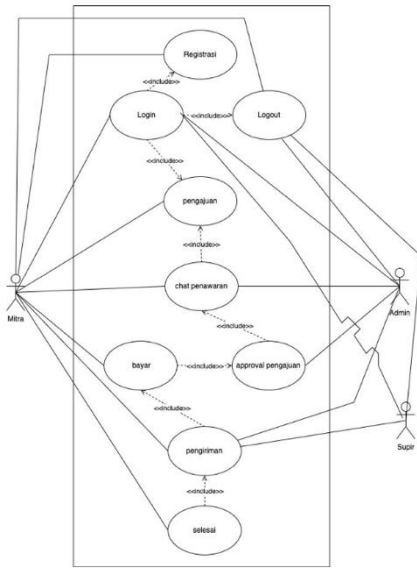 Registrasi
<<include>>
Login
<<include>>
Logout
<<include>>
pengajuan
<<include>>
chat penawaran
Mitra
Admin
<<include>>
bayar
<<include>>
approval pengajuan
<<include>>
Supir
pengiriman
<<include>>
selesai